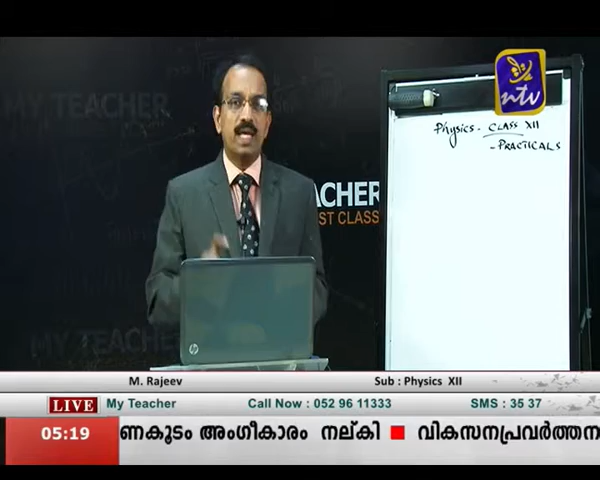 MY TEACHER
ntv
Physics - CLASS XII
- PRACTICALS
ACHER
ST CLASS
MY TEACHER
hp
M. Rajeev
Sub : Physics XII
LIVE My Teacher Call Now : 052 96 11333 SMS : 35 37
05:19 ണകൂടം അംഗീകാരം നല്കി വികസനപ്രവർത്തന